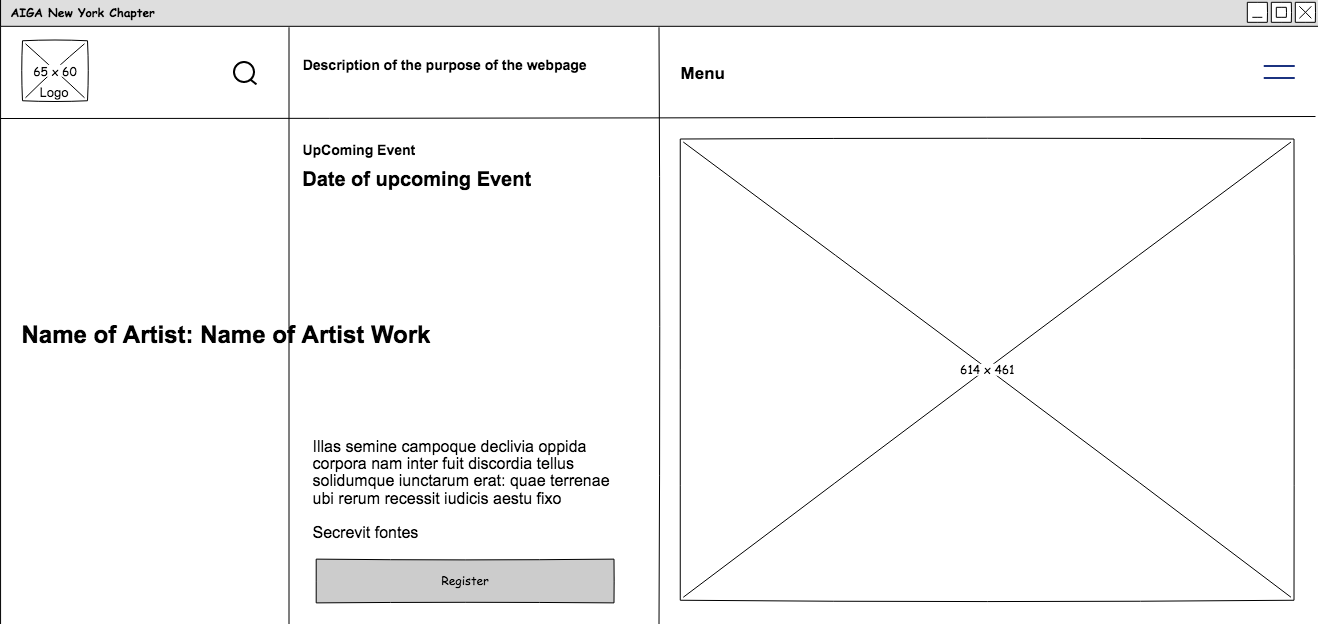 AIGA New York Chapter
65 x 60
Logo
Description of the purpose of the webpage
Menu
UpComing Event
Date of upcoming Event
Name of Artist: Name of Artist Work
614 x 461
Illas semine campoque declivia oppida
corpora nam inter fuit discordia tellus
solidumque iunctarum erat: quae terrenae
ubi rerum recessit iudicis aestu fixo
Secrevit fontes
Register